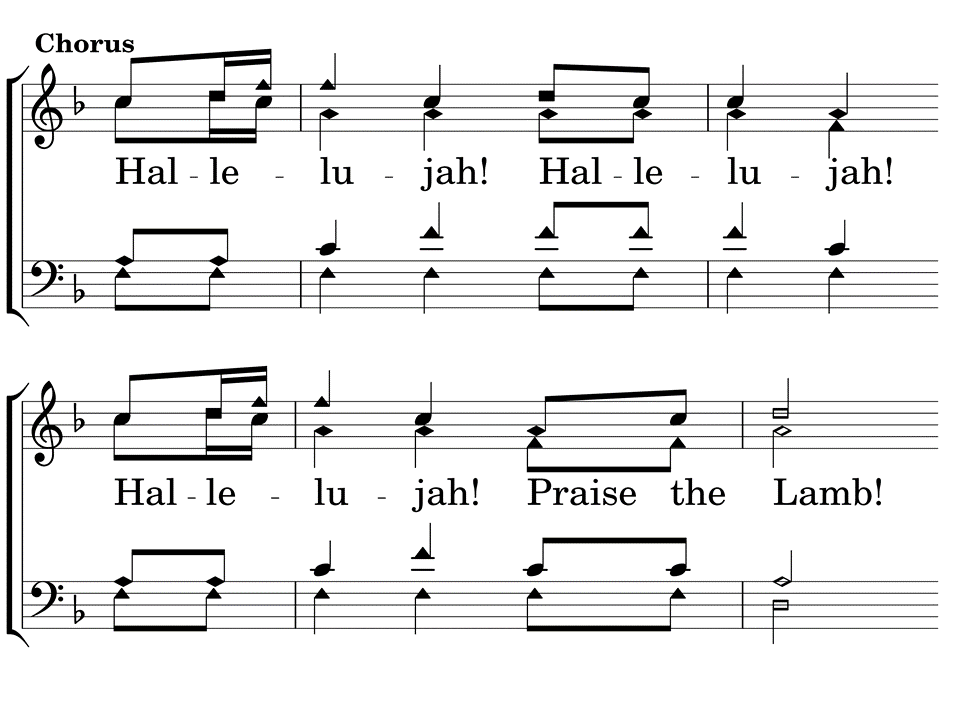 Chorus
Hal - le - lu - jah! Hal - le - lu - jah!
Hal - le - lu - jah! Praise the Lamb!